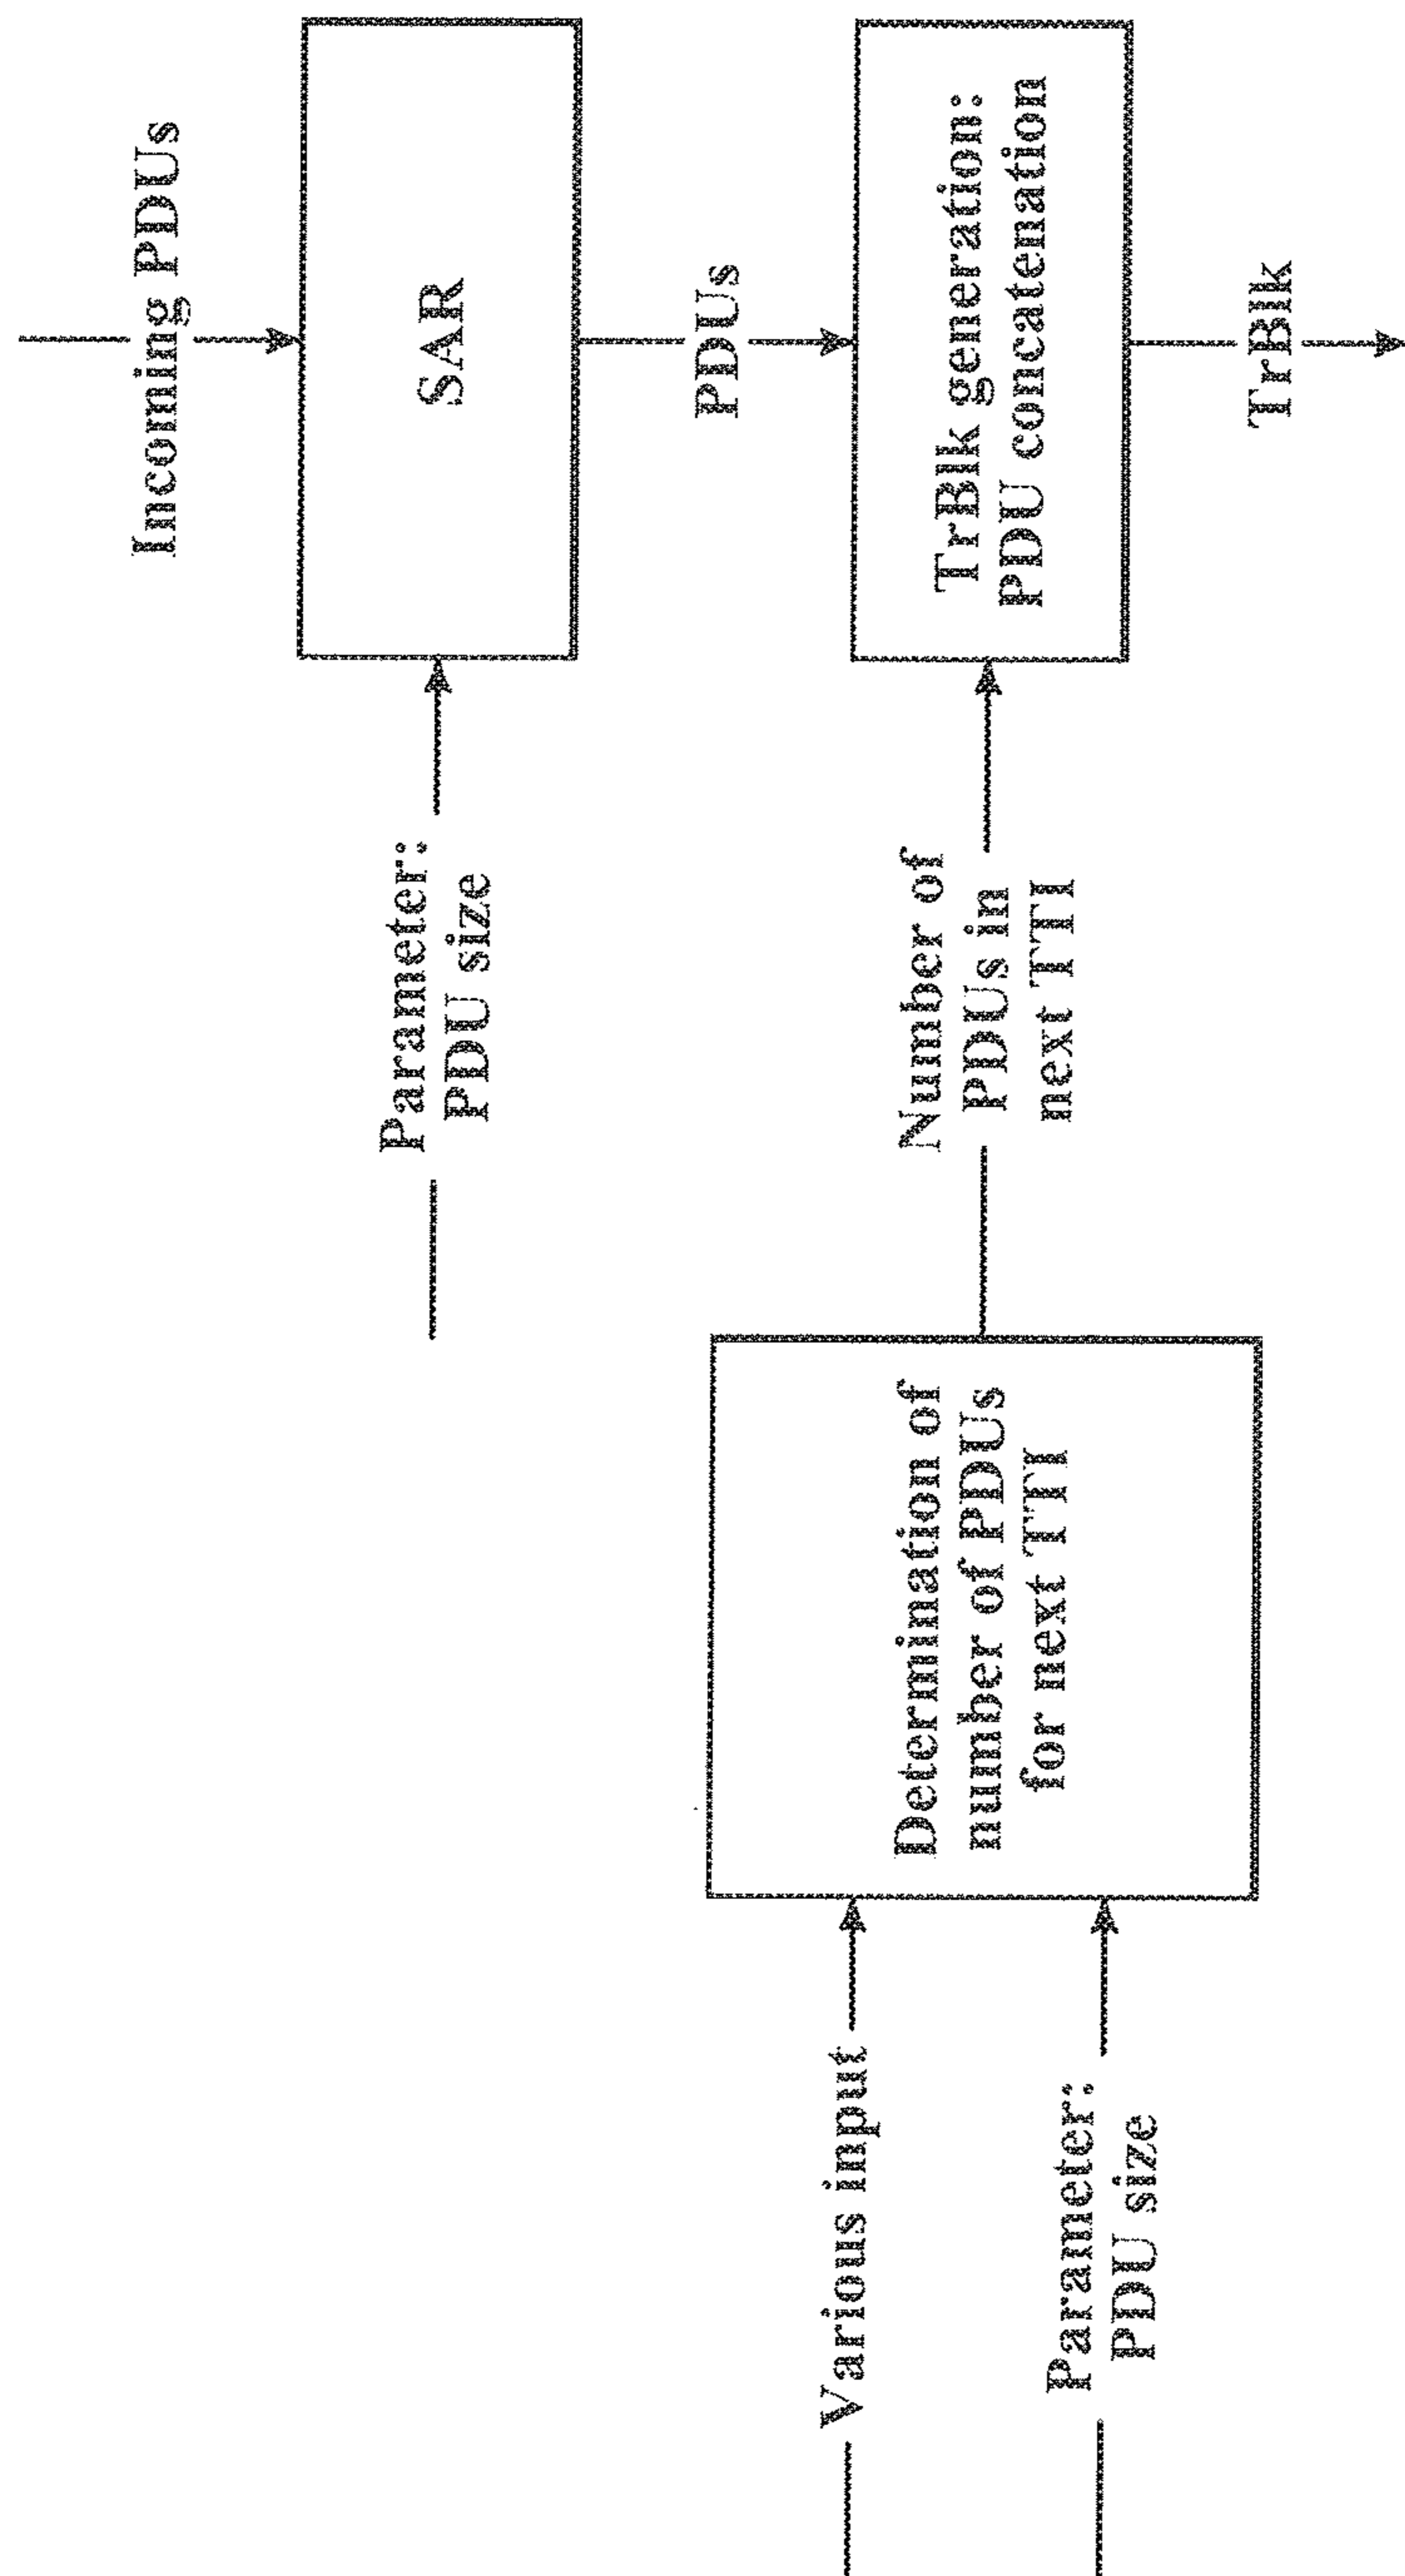 Incoming PDUs
Parameter:
PDU size
SAR
PDUs
Various input
Parameter:
PDU size
Determination of
number of PDUs
for next TTI
Number of
PDUs in
next TTI
TrBlk generation:
PDU concatenation
TrBlk